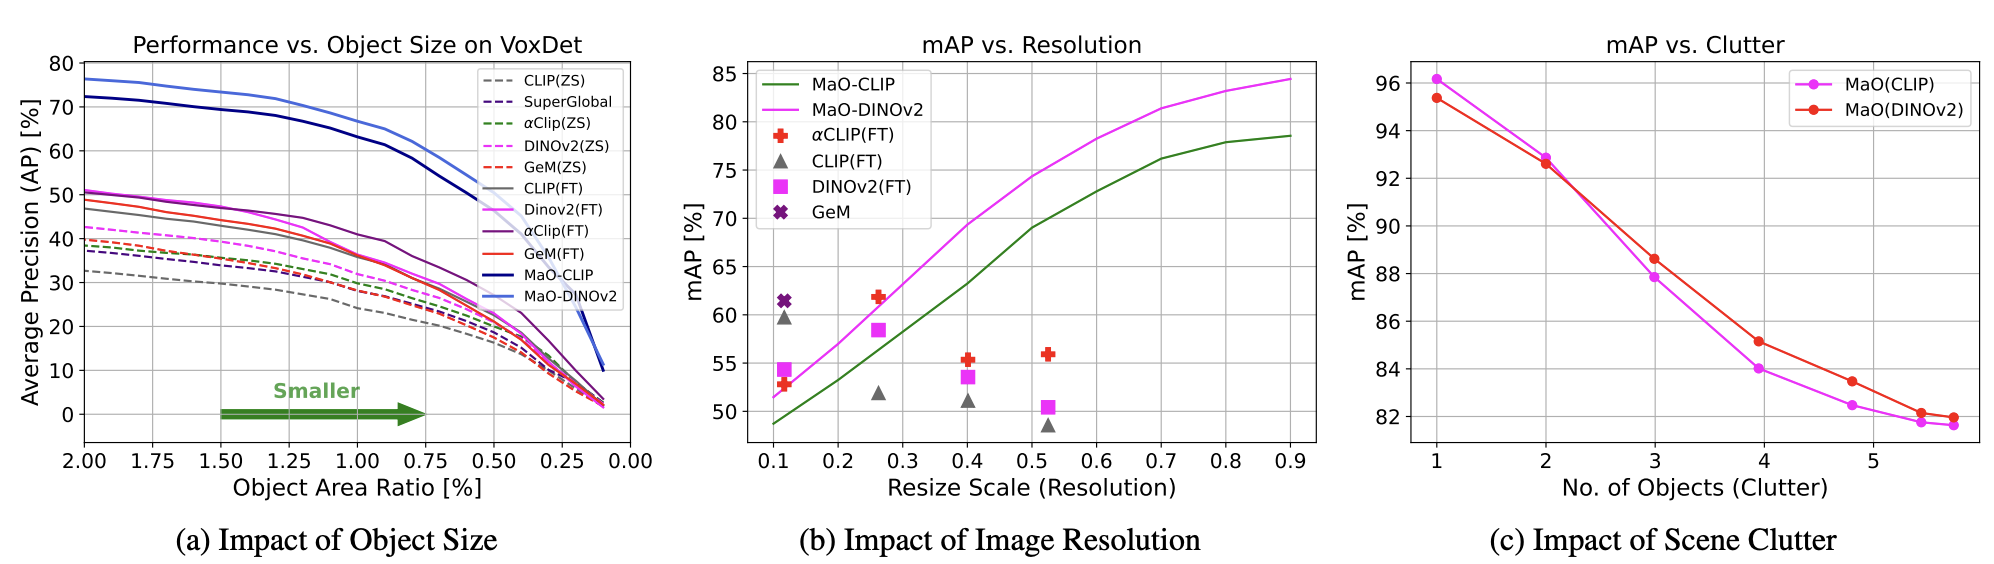 Performance vs. Object Size on VoxDet
Average Precision (AP) [%]
80
70
60
50
40
30
20
10
0
CLIP(ZS)
SuperGlobal
αClip(ZS)
DINOv2(ZS)
GeM(ZS)
CLIP(FT)
Dinov2(FT)
αClip(FT)
GeM(FT)
MaO-CLIP
MaO-DINOv2
Smaller
2.00 1.75 1.50 1.25 1.00 0.75 0.50 0.25 0.00
Object Area Ratio [%]
(a) Impact of Object Size
mAP vs. Resolution
mAP [%]
85
80
75
70
65
60
55
50
MaO-CLIP
MaO-DINOv2
αCLIP(FT)
CLIP(FT)
DINOv2(FT)
GeM
0.1 0.2 0.3 0.4 0.5 0.6 0.7 0.8 0.9
Resize Scale (Resolution)
(b) Impact of Image Resolution
mAP vs. Clutter
mAP [%]
96
94
92
90
88
86
84
82
MaO(CLIP)
MaO(DINOv2)
1 2 3 4 5
No. of Objects (Clutter)
(c) Impact of Scene Clutter